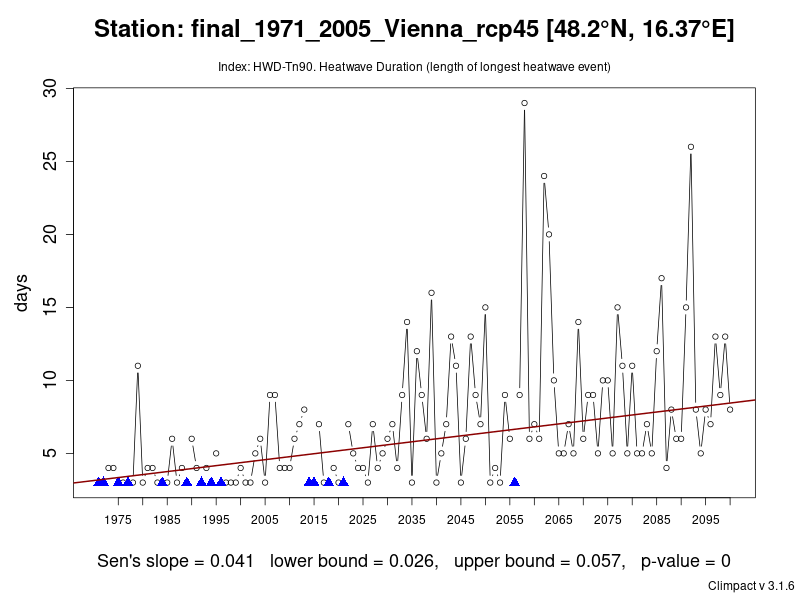 Station: final_1971_2005_Vienna_rcp45 [48.2°N, 16.37°E]
Index: HWD-Tn90. Heatwave Duration (length of longest heatwave event)
30
25
20
15
10
5
days
1975 1985 1995 2005 2015 2025 2035 2045 2055 2065 2075 2085 2095
Sen's slope = 0.041 lower bound = 0.026, upper bound = 0.057, p-value = 0
Climpact v 3.1.6